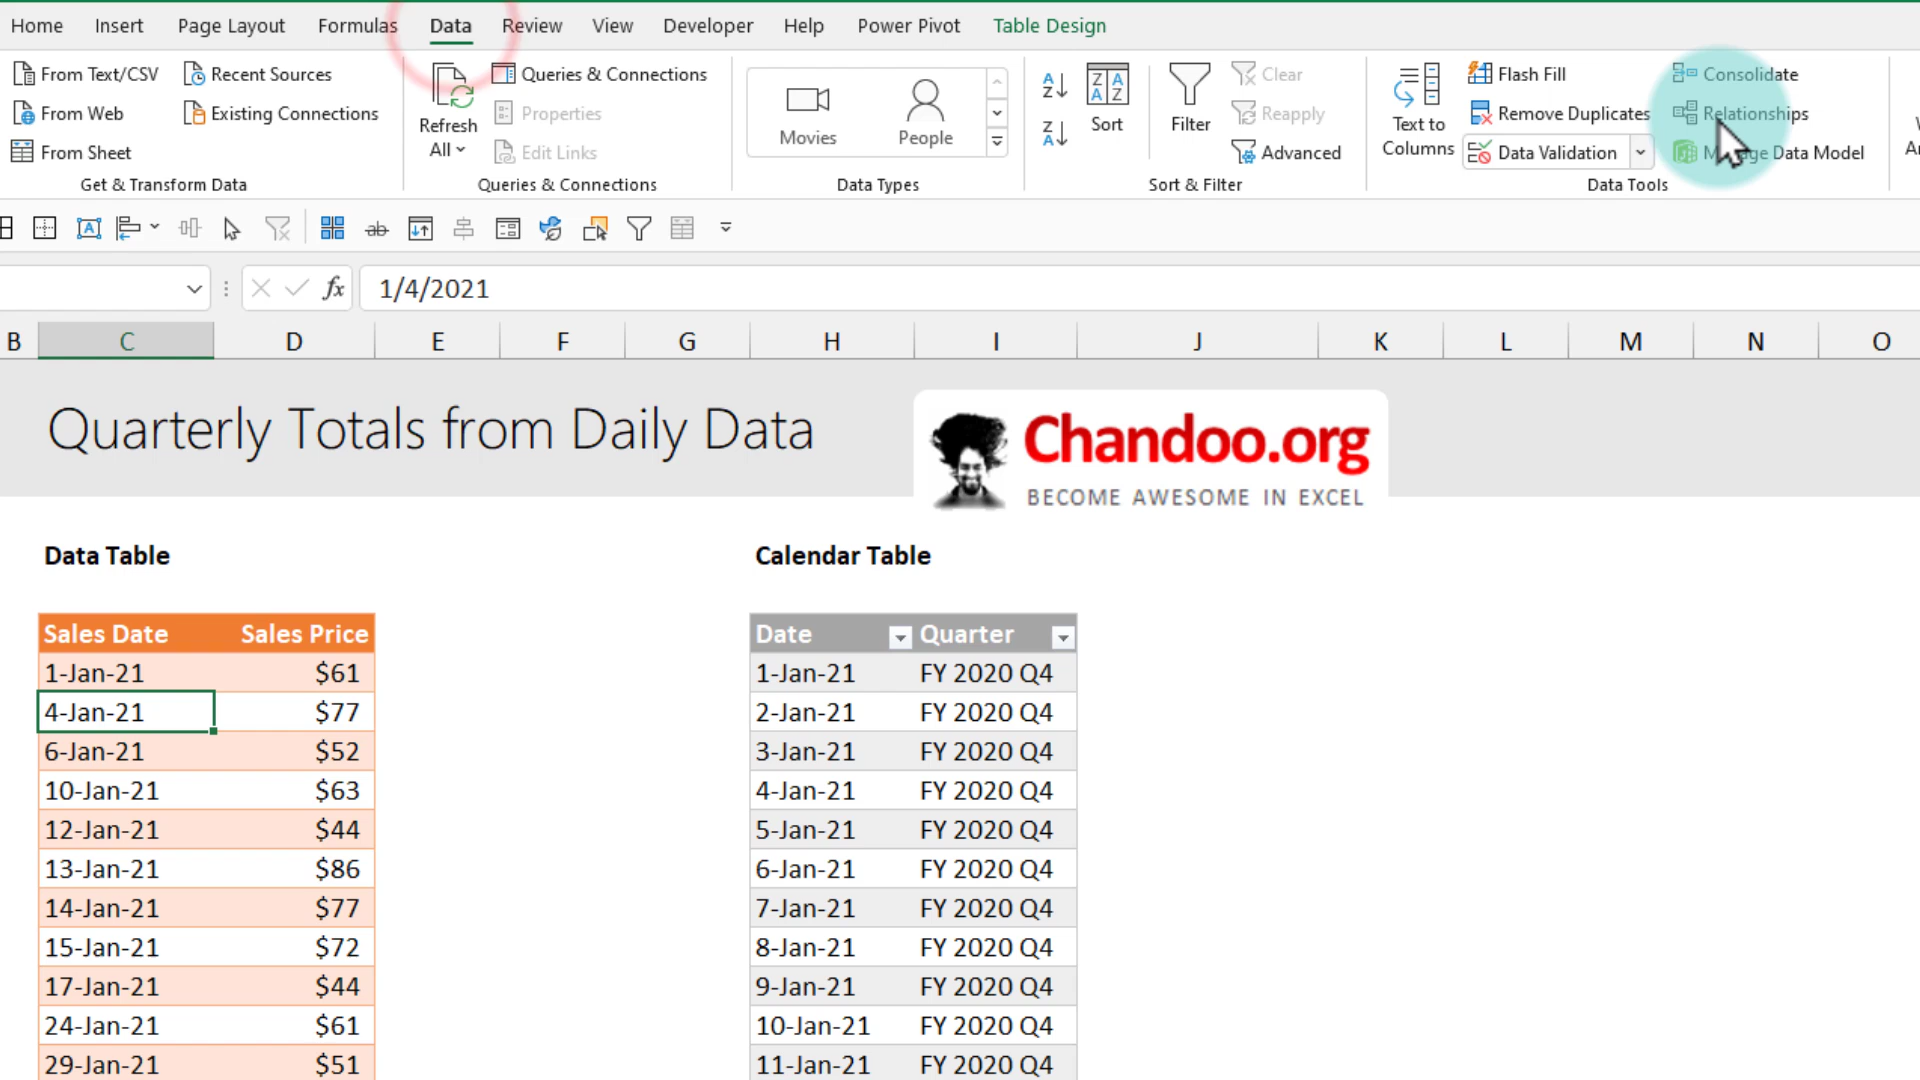 Home Insert Page Layout Formulas Data Review View Developer Help Power Pivot Table Design
From Text/CSV Recent Sources
From Web Existing Connections
From Sheet
Get & Transform Data
Refresh
All
Queries & Connections
Properties
Edit Links
Queries & Connections
Movies People
Data Types
Sort
Filter
Clear
Reapply
Advanced
Sort & Filter
Text to
Columns
Flash Fill
Remove Duplicates
Data Validation
Consolidate
Relationships
Data Model
Data Tools
1/4/2021
B C D E F G H I J K L M N O
Quarterly Totals from Daily Data
Chandoo.org
BECOME AWESOME IN EXCEL
Data Table
Sales Date Sales Price
1-Jan-21 $61
4-Jan-21 $77
6-Jan-21 $52
10-Jan-21 $63
12-Jan-21 $44
13-Jan-21 $86
14-Jan-21 $77
15-Jan-21 $72
17-Jan-21 $44
24-Jan-21 $61
29-Jan-21 $51
Calendar Table
Date Quarter
1-Jan-21 FY 2020 Q4
2-Jan-21 FY 2020 Q4
3-Jan-21 FY 2020 Q4
4-Jan-21 FY 2020 Q4
5-Jan-21 FY 2020 Q4
6-Jan-21 FY 2020 Q4
7-Jan-21 FY 2020 Q4
8-Jan-21 FY 2020 Q4
9-Jan-21 FY 2020 Q4
10-Jan-21 FY 2020 Q4
11-Jan-21 FY 2020 Q4